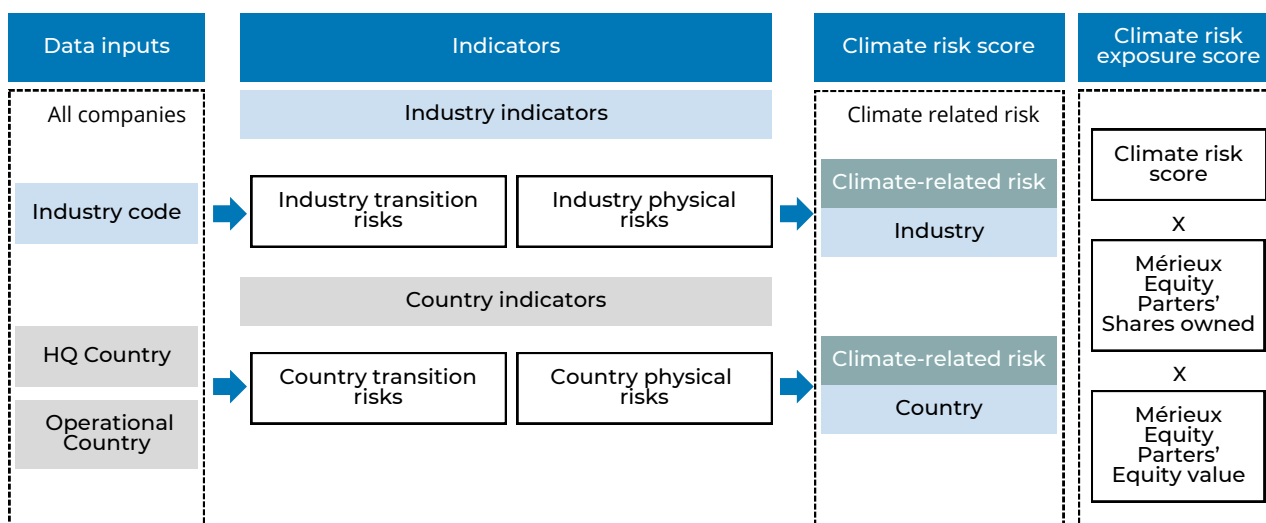 Data inputs
Indicators
Climate risk score
Climate risk
exposure score
All companies
Industry indicators
Climate related risk
Climate risk
score
Industry code
Industry transition
risks
Industry physical
risks
Climate-related risk
Industry
X
Mérieux
Equity
Parters'
Shares owned
Country indicators
HQ Country
Operational
Country
Country transition
risks
Country physical
risks
Climate-related risk
Country
X
Mérieux
Equity
Parters'
Equity value